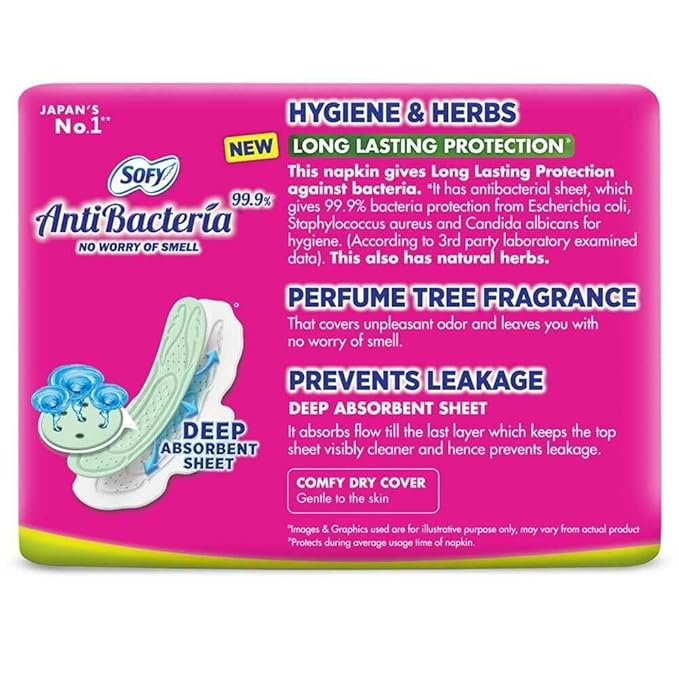 JAPAN'S
No.1**
SOFY
AntiBacteria 99.9%
NO WORRY OF SMELL
DEEP
ABSORBENT
SHEET
HYGIENE & HERBS
NEW LONG LASTING PROTECTION³
This napkin gives Long Lasting Protection
against bacteria. *It has antibacterial sheet, which
gives 99.9% bacteria protection from Escherichia coli,
Staphylococcus aureus and Candida albicans for
hygiene. (According to 3rd party laboratory examined
data). This also has natural herbs.
PERFUME TREE FRAGRANCE
That covers unpleasant odor and leaves you with
no worry of smell.
PREVENTS LEAKAGE
DEEP ABSORBENT SHEET
It absorbs flow till the last layer which keeps the top
sheet visibly cleaner and hence prevents leakage.
COMFY DRY COVER
Gentle to the skin
°Images & Graphics used are for illustrative purpose only, may vary from actual product
³Protects during average usage time of napkin.